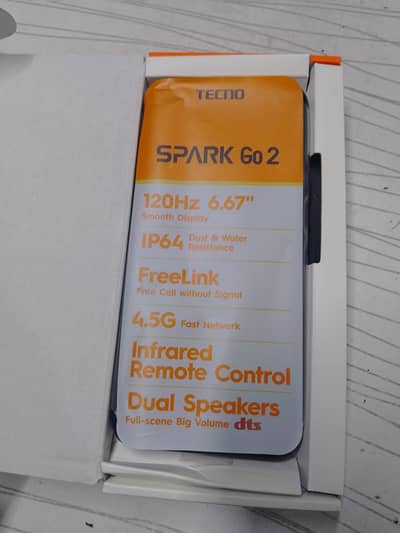 TECNO
SPARK Go 2
120Hz 6.67"
Smooth Display
IP64 Dust & Water
Resistance
FreeLink
Free Call without Signal
4.5G Fast Network
Infrared
Remote Control
Dual Speakers
Full-scene Big Volume dts